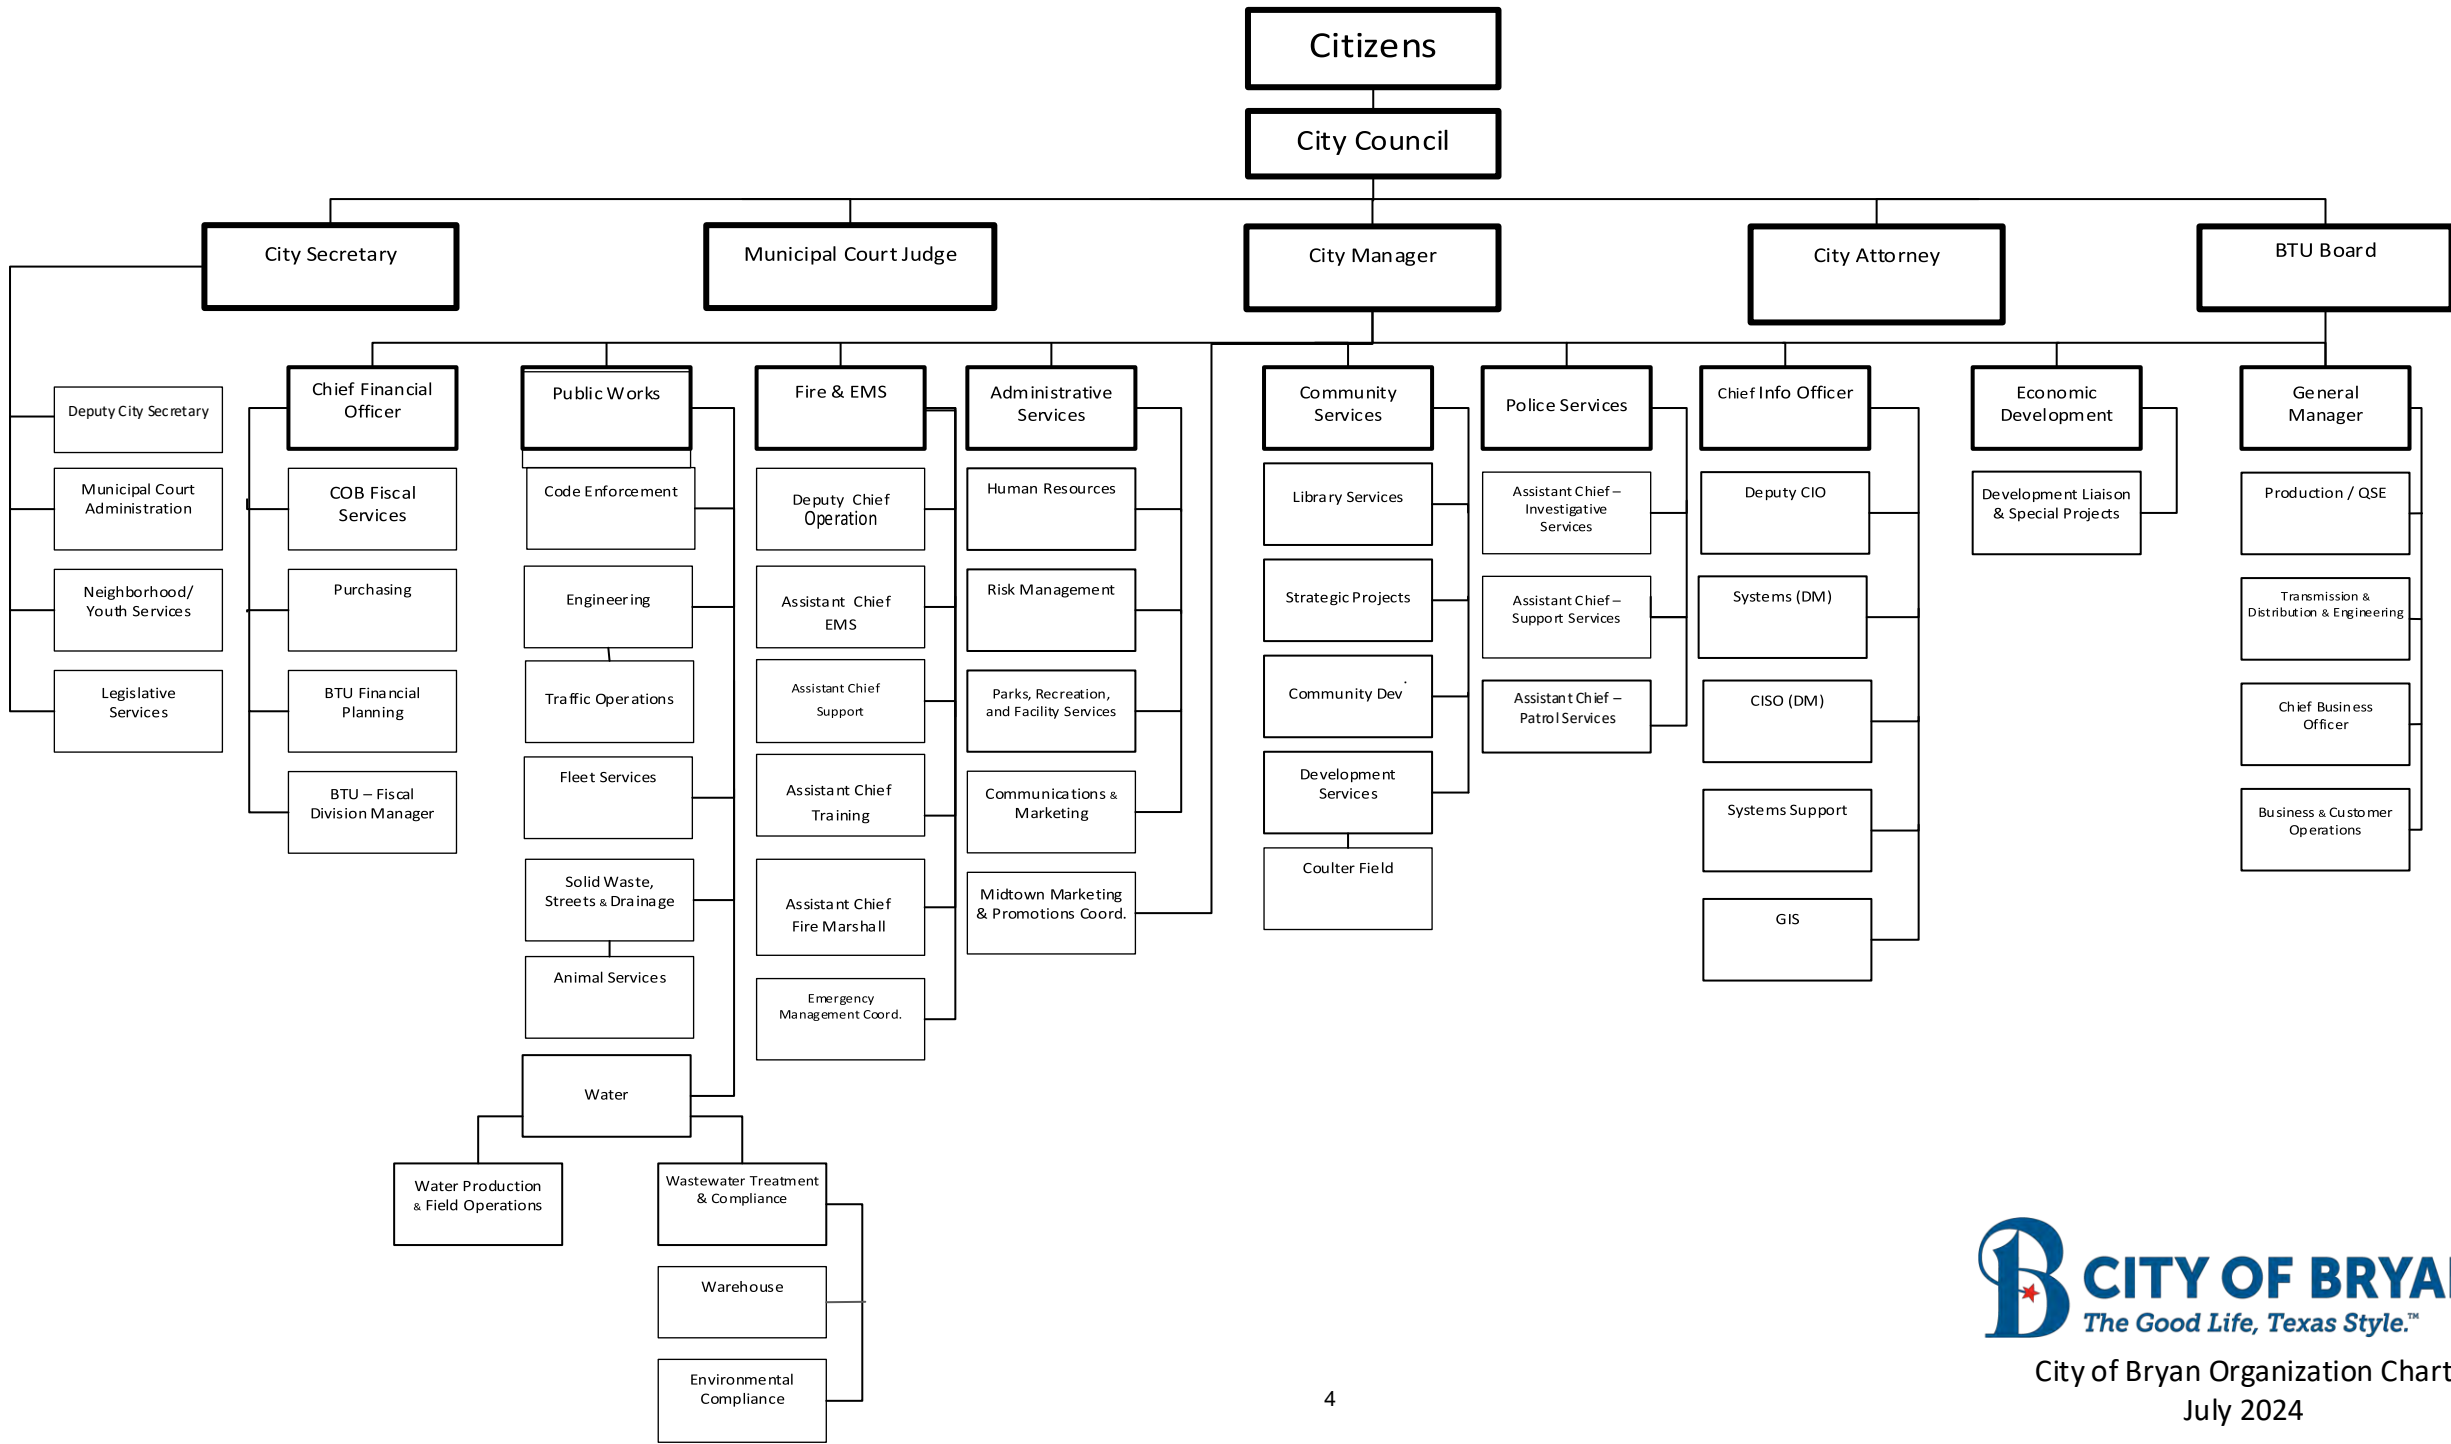 Citizens
City Council
City Secretary
Municipal Court Judge
City Manager
City Attorney
BTU Board
Deputy City Secretary
Municipal Court
Administration
Neighborhood/
Youth Services
Legislative
Services
Chief Financial
Officer
COB Fiscal
Services
Purchasing
BTU Financial
Planning
BTU – Fiscal
Division Manager
Public Works
Code Enforcement
Engineering
Traffic Operations
Fleet Services
Solid Waste,
Streets & Drainage
Animal Services
Water
Water Production
& Field Operations
Wastewater Treatment
& Compliance
Warehouse
Environmental
Compliance
Fire & EMS
Deputy Chief
Operation
Assistant Chief
EMS
Assistant Chief
Support
Assistant Chief
Training
Assistant Chief
Fire Marshall
Emergency
Management Coord.
Administrative
Services
Human Resources
Risk Management
Parks, Recreation,
and Facility Services
Communications &
Marketing
Midtown Marketing
& Promotions Coord.
Community
Services
Library Services
Strategic Projects
Community Dev.
Development
Services
Coulter Field
Police Services
Assistant Chief –
Investigative
Services
Assistant Chief –
Support Services
Assistant Chief –
Patrol Services
Chief Info Officer
Deputy CIO
Systems (DM)
CISO (DM)
Systems Support
GIS
Economic
Development
Development Liaison
& Special Projects
General
Manager
Production / QSE
Transmission &
Distribution & Engineering
Chief Business
Officer
Business & Customer
Operations
B CITY OF BRYA
The Good Life, Texas Style.™
City of Bryan Organization Chart
July 2024
4